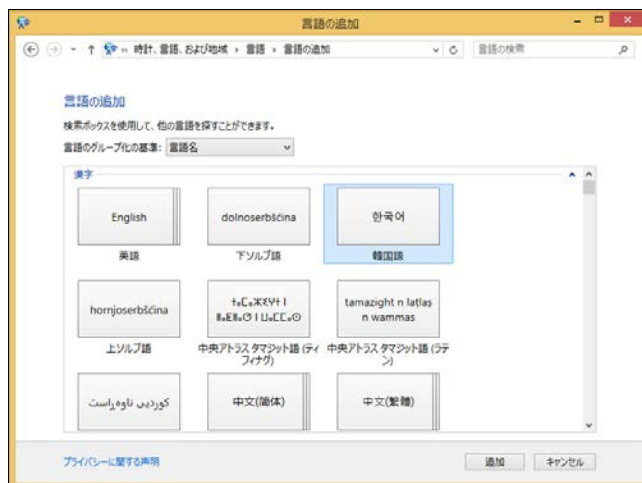 言語の追加
« 時計、言語、および地域 › 言語 › 言語の追加
言語の検索
言語の追加
検索ボックスを使用して、他の言語を探すことができます。
言語のグループ化の基準: 言語名
漢字
English
dolnoserbšćina
한국어
英語
下ソルブ語
韓国語
hornjoserbšćina
tamazight n laṭlaṣ
n wammas
上ソルブ語
中央アトラス タマジット語 (ティ
フィナグ)
中央アトラス タマジット語 (ラテ
ン)
کوردیی ناوەڕاست
中文(简体)
中文(繁體)
プライバシーに関する声明
追加
キャンセル